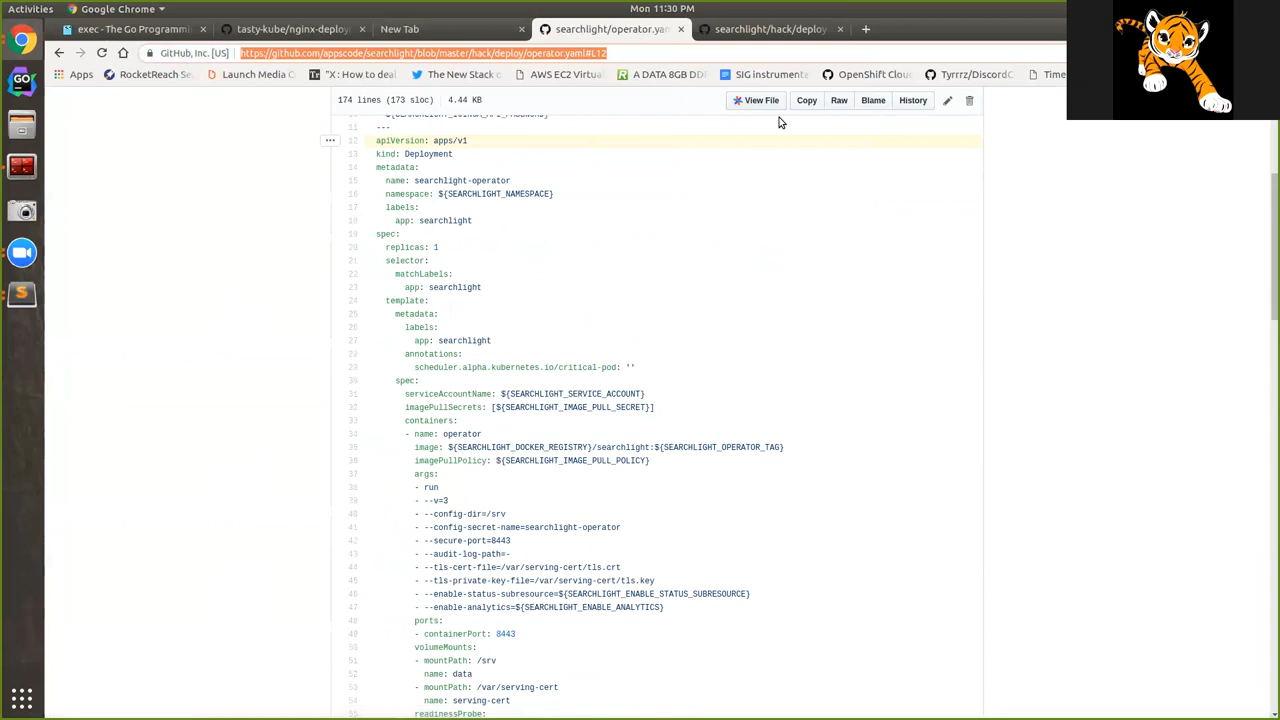 Activities
Google Chrome
Mon 11:30 PM
exec - The Go Programmi
tasty-kube/nginx-deploy
New Tab
searchlight/operator.yam
searchlight/hack/deploy
GitHub, Inc. [US]
https://github.com/appscode/searchlight/blob/master/hack/deploy/operator.yaml#L12
Apps
RocketReach Se
Launch Media O
X : How to deal
The New Stack o
AWS EC2 Virtua
A DATA 8GB DDR
SIG instrumente
OpenShift Cloud
Tyrrrz/DiscordC
Time
174 lines (173 sloc)
4.44 KB
View File
Copy
Raw
Blame
History
11 ---
12 apiVersion: apps/v1
13 kind: Deployment
14 metadata:
15 name: searchlight-operator
16 namespace: ${SEARCHLIGHT_NAMESPACE}
17 labels:
18 app: searchlight
19 spec:
20 replicas: 1
21 selector:
22 matchLabels:
23 app: searchlight
24 template:
25 metadata:
26 labels:
27 app: searchlight
28 annotations:
29 scheduler.alpha.kubernetes.io/critical-pod: ''
30 spec:
31 serviceAccountName: ${SEARCHLIGHT_SERVICE_ACCOUNT}
32 imagePullSecrets: [${SEARCHLIGHT_IMAGE_PULL_SECRET}]
33 containers:
34 - name: operator
35 image: ${SEARCHLIGHT_DOCKER_REGISTRY}/searchlight:${SEARCHLIGHT_OPERATOR_TAG}
36 imagePullPolicy: ${SEARCHLIGHT_IMAGE_PULL_POLICY}
37 args:
38 - run
39 - --v=3
40 - --config-dir=/srv
41 - --config-secret-name=searchlight-operator
42 - --secure-port=8443
43 - --audit-log-path=-
44 - --tls-cert-file=/var/serving-cert/tls.crt
45 - --tls-private-key-file=/var/serving-cert/tls.key
46 - --enable-status-subresource=${SEARCHLIGHT_ENABLE_STATUS_SUBRESOURCE}
47 - --enable-analytics=${SEARCHLIGHT_ENABLE_ANALYTICS}
48 ports:
49 - containerPort: 8443
50 volumeMounts:
51 - mountPath: /srv
52 name: data
53 - mountPath: /var/serving-cert
54 name: serving-cert
55 readinessProbe: